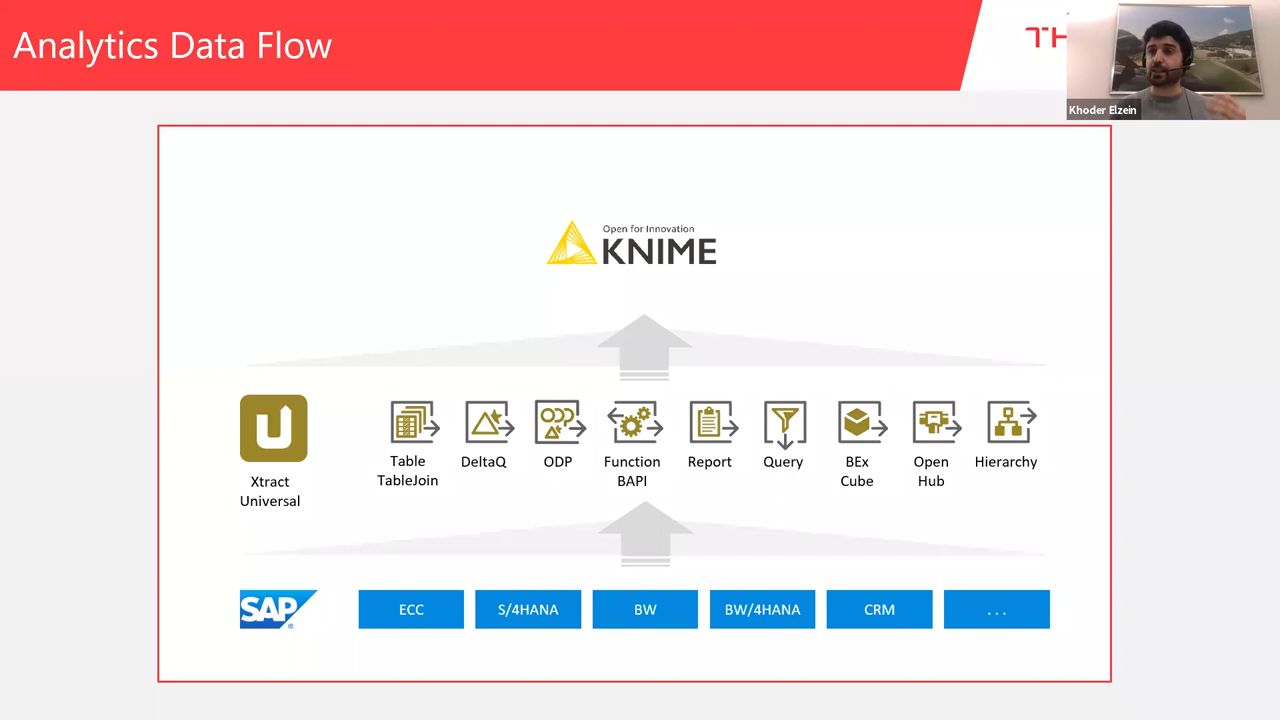 Analytics Data Flow
TH
Khoder Elzein
Open for Innovation
KNIME
Xtract
Universal
Table
TableJoin
DeltaQ
ODP
Function
BAPI
Report
Query
BEx
Cube
Open
Hub
Hierarchy
SAP
ECC
S/4HANA
BW
BW/4HANA
CRM
...